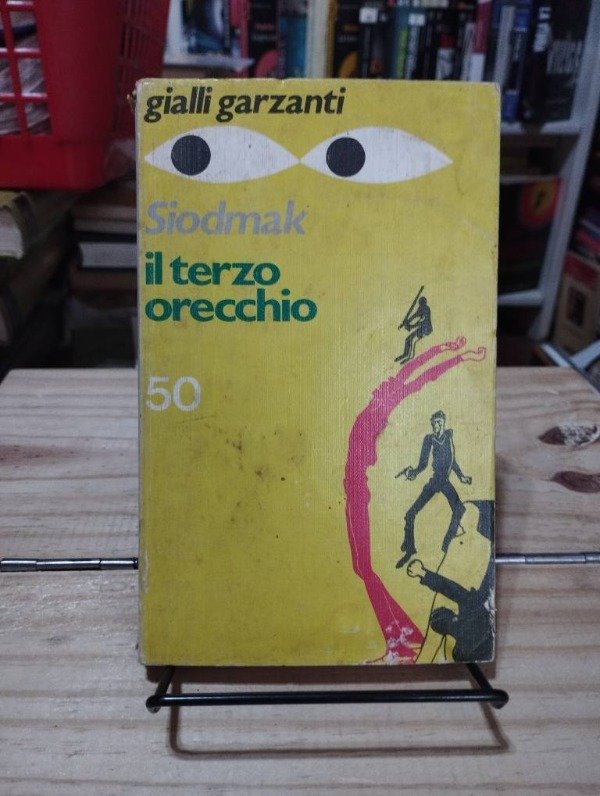 gialli garzanti
Siodmak
il terzo
orecchio
50